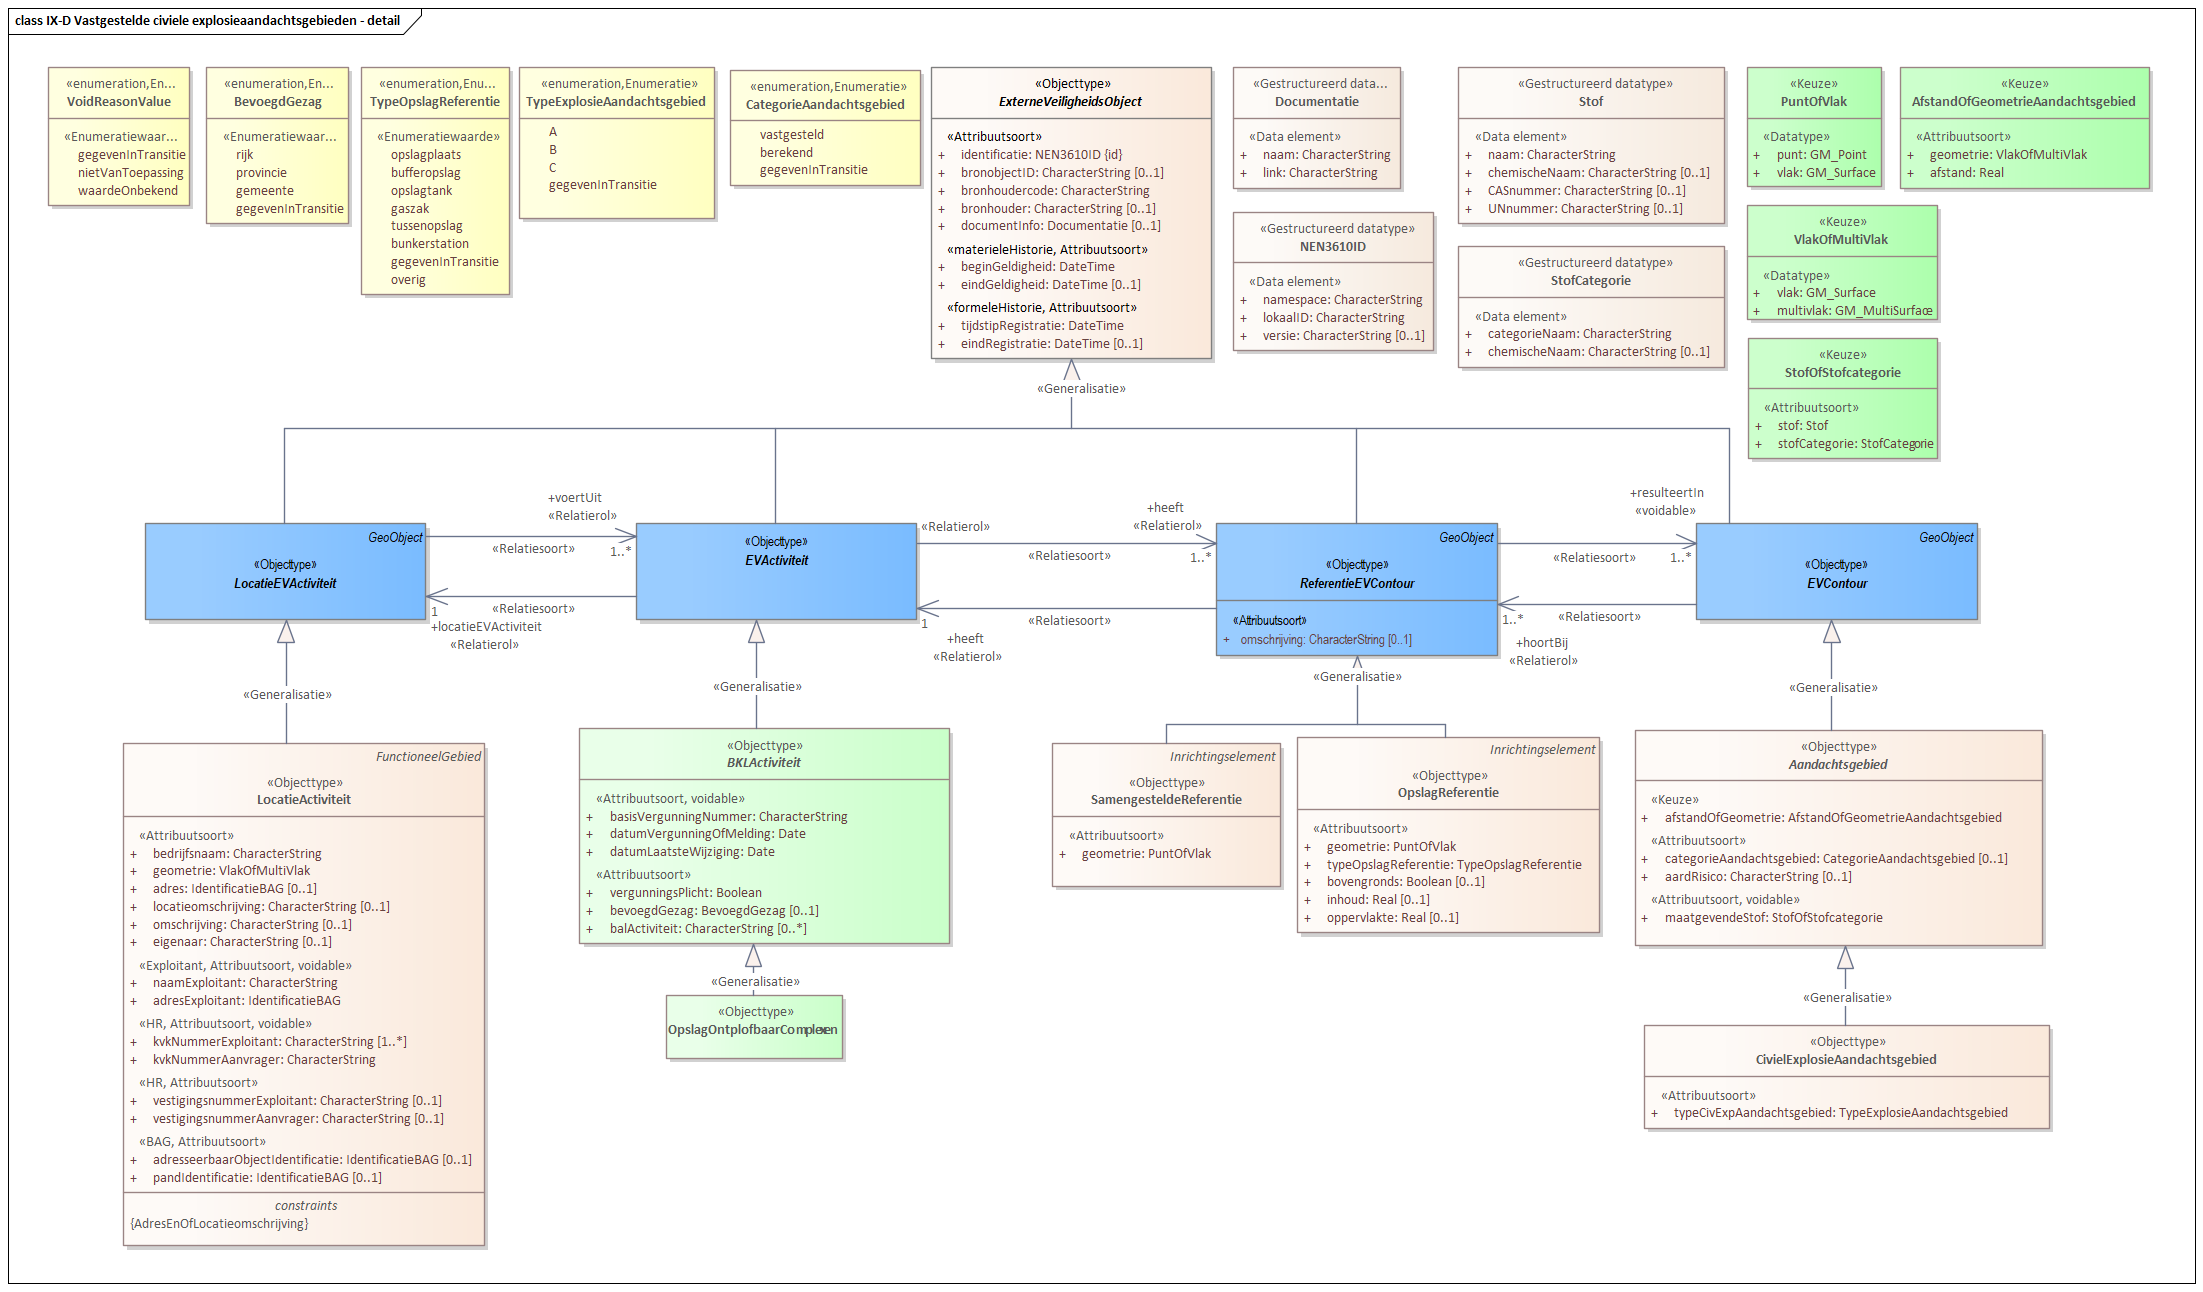 class IX-D Vastgestelde civiele explosieaandachtsgebieden - detail
«enumeration,En...
VoidReasonValue
«Enumeratiewaar...
gegevenInTransitie
nietVanToepassing
waardeOnbekend
«enumeration,En...
BevoegdGezag
«Enumeratiewaar...
rijk
provincie
gemeente
gegevenInTransitie
«enumeration,Enu...
TypeOpslagReferentie
«Enumeratiewaarde»
opslagplaats
bufferopslag
opslagtank
gaszak
tussenopslag
bunkerstation
gegevenInTransitie
overig
«enumeration,Enumeratie»
TypeExplosieAandachtsgebied
A
B
C
gegevenInTransitie
«enumeration,Enumeratie»
CategorieAandachtsgebied
vastgesteld
berekend
gegevenInTransitie
«Objecttype»
ExterneVeiligheidsObject
«Attribuutsoort»
+ identificatie: NEN3610ID {id}
+ bronobjectID: CharacterString [0..1]
+ bronhoudercode: CharacterString
+ bronhouder: CharacterString [0..1]
+ documentInfo: Documentatie [0..1]
«materieleHistorie, Attribuutsoort»
+ beginGeldigheid: DateTime
+ eindGeldigheid: DateTime [0..1]
«formeleHistorie, Attribuutsoort»
+ tijdstipRegistratie: DateTime
+ eindRegistratie: DateTime [0..1]
«Gestructureerd data...
Documentatie
«Data element»
+ naam: CharacterString
+ link: CharacterString
«Gestructureerd datatype»
NEN3610ID
«Data element»
+ namespace: CharacterString
+ lokaalID: CharacterString
+ versie: CharacterString [0..1]
«Gestructureerd datatype»
Stof
«Data element»
+ naam: CharacterString
+ chemischeNaam: CharacterString [0..1]
+ CASnummer: CharacterString [0..1]
+ UNnummer: CharacterString [0..1]
«Gestructureerd datatype»
StofCategorie
«Data element»
+ categorieNaam: CharacterString
+ chemischeNaam: CharacterString [0..1]
«Keuze»
PuntOfVlak
«Datatype»
+ punt: GM_Point
+ vlak: GM_Surface
«Keuze»
AfstandOfGeometrieAandachtsgebied
«Attribuutsoort»
+ geometrie: VlakOfMultiVlak
+ afstand: Real
«Keuze»
VlakOfMultiVlak
«Datatype»
+ vlak: GM_Surface
+ multivlak: GM_MultiSurface
«Keuze»
StofOfStofcategorie
«Attribuutsoort»
+ stof: Stof
+ stofCategorie: StofCategorie
«Generalisatie»
GeoObject
«Objecttype»
LocatieEVActiviteit
+voertUit
«Relatierol»
«Relatiesoort»
1..*
«Relatiesoort»
1
+locatieEVActiviteit
«Relatierol»
«Objecttype»
EVActiviteit
«Relatierol»
+heeft
«Relatierol»
«Relatiesoort»
1..*
«Relatiesoort»
1
+heeft
«Relatierol»
GeoObject
«Objecttype»
ReferentieEVContour
«Attribuutsoort»
+ omschrijving: CharacterString [0..1]
+resulteertIn
«voidable»
«Relatiesoort»
1..*
«Relatiesoort»
1..*
+hoortBij
«Relatierol»
GeoObject
«Objecttype»
EVContour
«Generalisatie»
«Generalisatie»
«Generalisatie»
«Generalisatie»
FunctioneelGebied
«Objecttype»
LocatieActiviteit
«Attribuutsoort»
+ bedrijfsnaam: CharacterString
+ geometrie: VlakOfMultiVlak
+ adres: IdentificatieBAG [0..1]
+ locatieomschrijving: CharacterString [0..1]
+ omschrijving: CharacterString [0..1]
+ eigenaar: CharacterString [0..1]
«Exploitant, Attribuutsoort, voidable»
+ naamExploitant: CharacterString
+ adresExploitant: IdentificatieBAG
«HR, Attribuutsoort, voidable»
+ kvkNummerExploitant: CharacterString [1..*]
+ kvkNummerAanvrager: CharacterString
«HR, Attribuutsoort»
+ vestigingsnummerExploitant: CharacterString [0..1]
+ vestigingsnummerAanvrager: CharacterString [0..1]
«BAG, Attribuutsoort»
+ adresseerbaarObjectIdentificatie: IdentificatieBAG [0..1]
+ pandIdentificatie: IdentificatieBAG [0..1]
constraints
{AdresEnOfLocatieomschrijving}
«Objecttype»
BKLActiviteit
«Attribuutsoort, voidable»
+ basisVergunningNummer: CharacterString
+ datumVergunningOfMelding: Date
+ datumLaatsteWijziging: Date
«Attribuutsoort»
+ vergunningsPlicht: Boolean
+ bevoegdGezag: BevoegdGezag [0..1]
+ balActiviteit: CharacterString [0..*]
«Generalisatie»
«Objecttype»
OpslagOntplofbaarComplexen
Inrichtingselement
«Objecttype»
SamengesteldeReferentie
«Attribuutsoort»
+ geometrie: PuntOfVlak
Inrichtingselement
«Objecttype»
OpslagReferentie
«Attribuutsoort»
+ geometrie: PuntOfVlak
+ typeOpslagReferentie: TypeOpslagReferentie
+ bovengronds: Boolean [0..1]
+ inhoud: Real [0..1]
+ oppervlakte: Real [0..1]
«Objecttype»
Aandachtsgebied
«Keuze»
+ afstandOfGeometrie: AfstandOfGeometrieAandachtsgebied
«Attribuutsoort»
+ categorieAandachtsgebied: CategorieAandachtsgebied [0..1]
+ aardRisico: CharacterString [0..1]
«Attribuutsoort, voidable»
+ maatgevendeStof: StofOfStofcategorie
«Generalisatie»
«Objecttype»
CivielExplosieAandachtsgebied
«Attribuutsoort»
+ typeCivExpAandachtsgebied: TypeExplosieAandachtsgebied